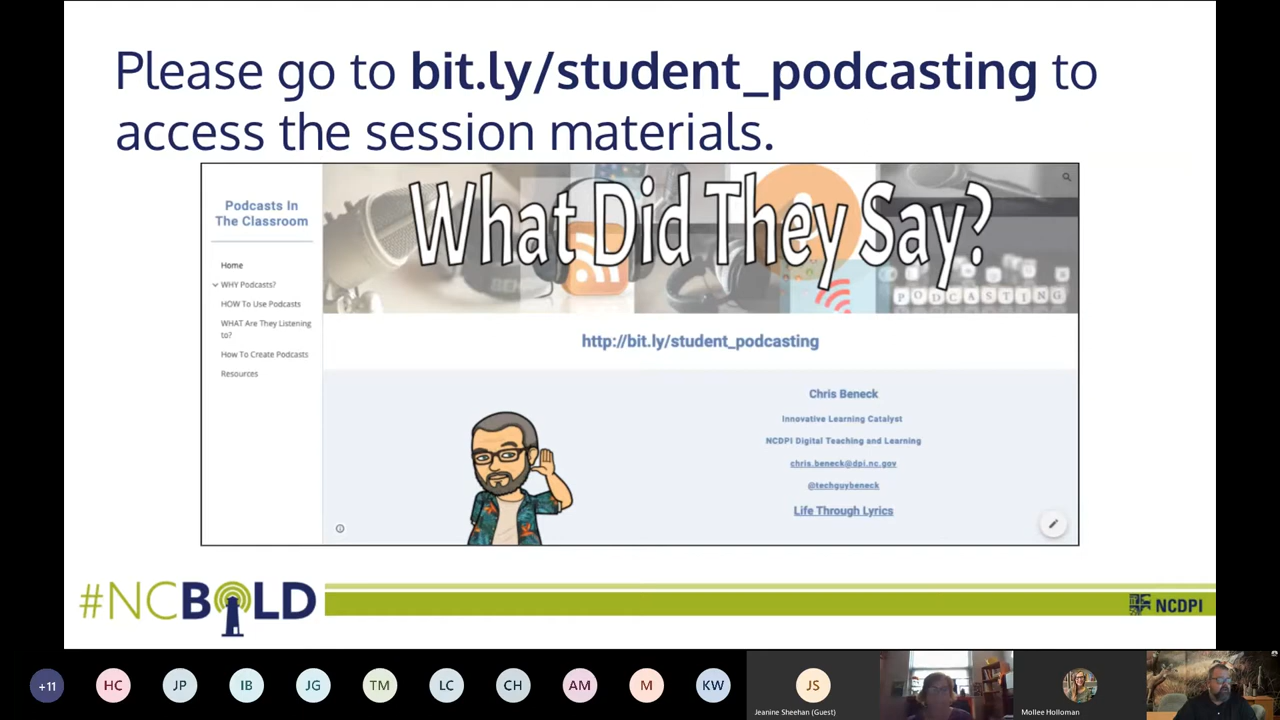 Please go to bit.ly/student_podcasting to
access the session materials.
What Did They Say?
Podcasts In
The Classroom
Home
WHY Podcasts?
HOW To Use Podcasts
WHAT Are They Listening
to?
How To Create Podcasts
Resources
PODCASTING
http://bit.ly/student_podcasting
Chris Beneck
Innovative Learning Catalyst
NCDPI Digital Teaching and Learning
chris.beneck@dpi.nc.gov
@techguybeneck
Life Through Lyrics
#NCBOLD
NCDPI
+11
HC
JP
IB
JG
TM
LC
CH
AM
M
KW
JS
Jeanine Sheehan (Guest)
Mollee Holloman